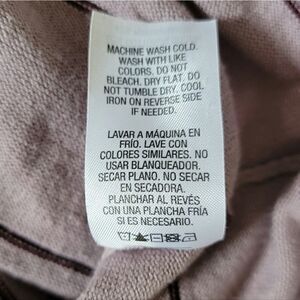 MACHINE WASH COLD.
WASH WITH LIKE
COLORS. DO NOT
BLEACH. DRY FLAT. DO
NOT TUMBLE DRY. COOL
IRON ON REVERSE SIDE
IF NEEDED.
LAVAR A MÁQUINA EN
FRÍO. LAVE CON
COLORES SIMILARES. NO
USAR BLANQUEADOR.
SECAR PLANO. NO SECAR
EN SECADORA.
PLANCHAR AL REVÉS
CON UNA PLANCHA FRÍA
SI ES NECESARIO.